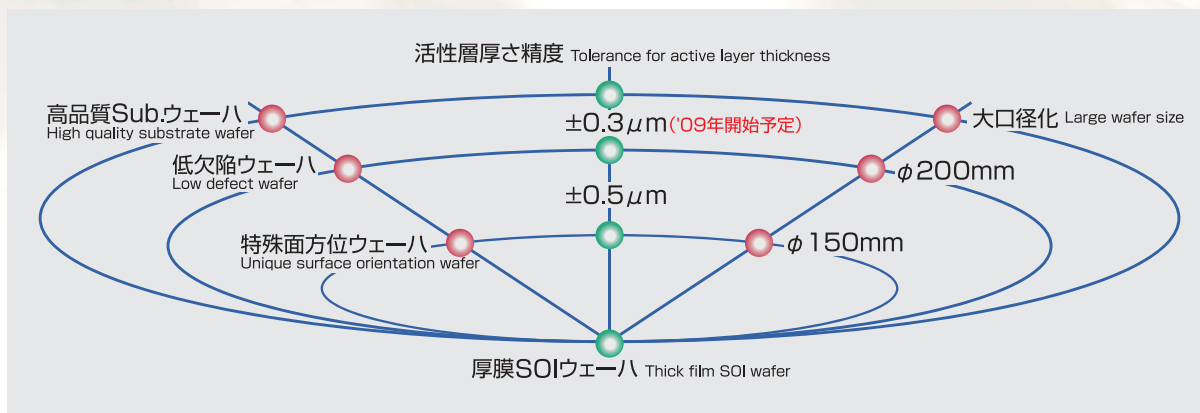 活性層厚さ精度 Tolerance for active layer thickness
高品質Sub.ウェーハ
High quality substrate wafer
±0.3μm('09年開始予定)
大口径化 Large wafer size
低欠陥ウェーハ
Low defect wafer
φ200mm
±0.5μm
特殊面方位ウェーハ
Unique surface orientation wafer
φ150mm
厚膜SOIウェーハ Thick film SOI wafer